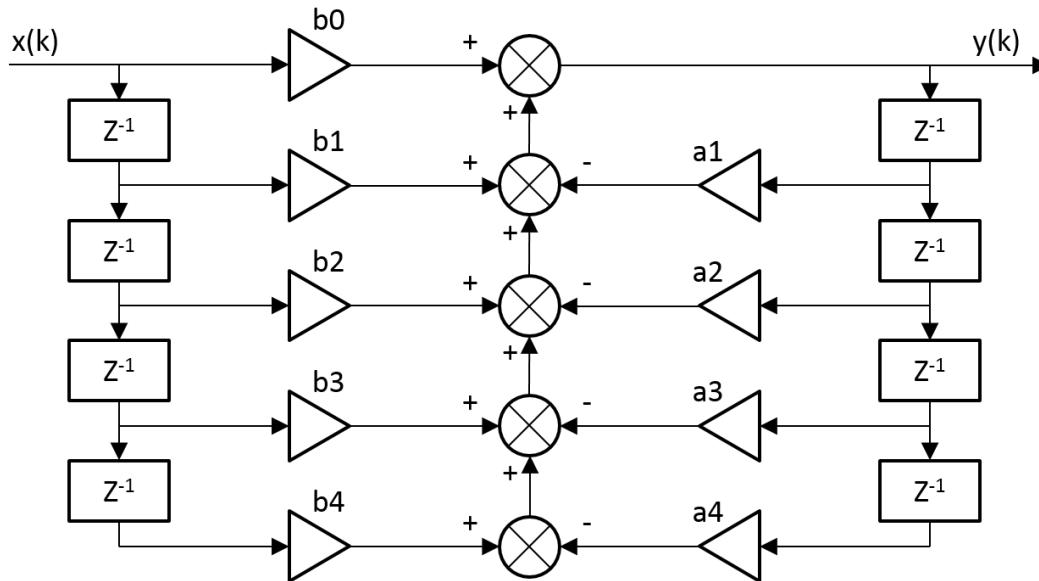 b0
x(k) + y(k)
+
Z-1 Z-1
b1 + - a1
+
Z-1 Z-1
b2 + - a2
+
Z-1 Z-1
b3 + - a3
+
Z-1 Z-1
b4 + - a4